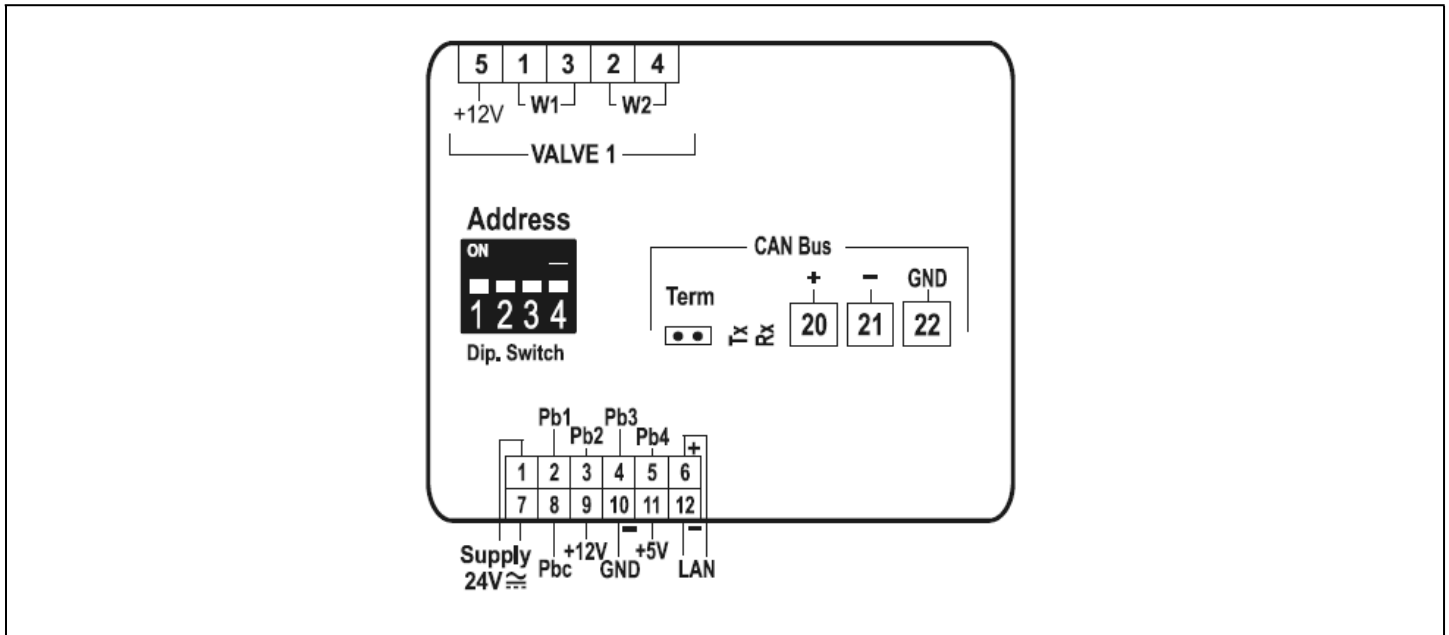 5 1 3 2 4
+12V W1 W2
VALVE 1
Address
ON
1 2 3 4
Dip. Switch
CAN Bus
+ - GND
Term
Tx
Rx
20 21 22
Pb1 Pb3
Pb2 Pb4
+
1 2 3 4 5 6
7 8 9 10 11 12
- -
Supply +12V +5V
24V Pbc GND LAN